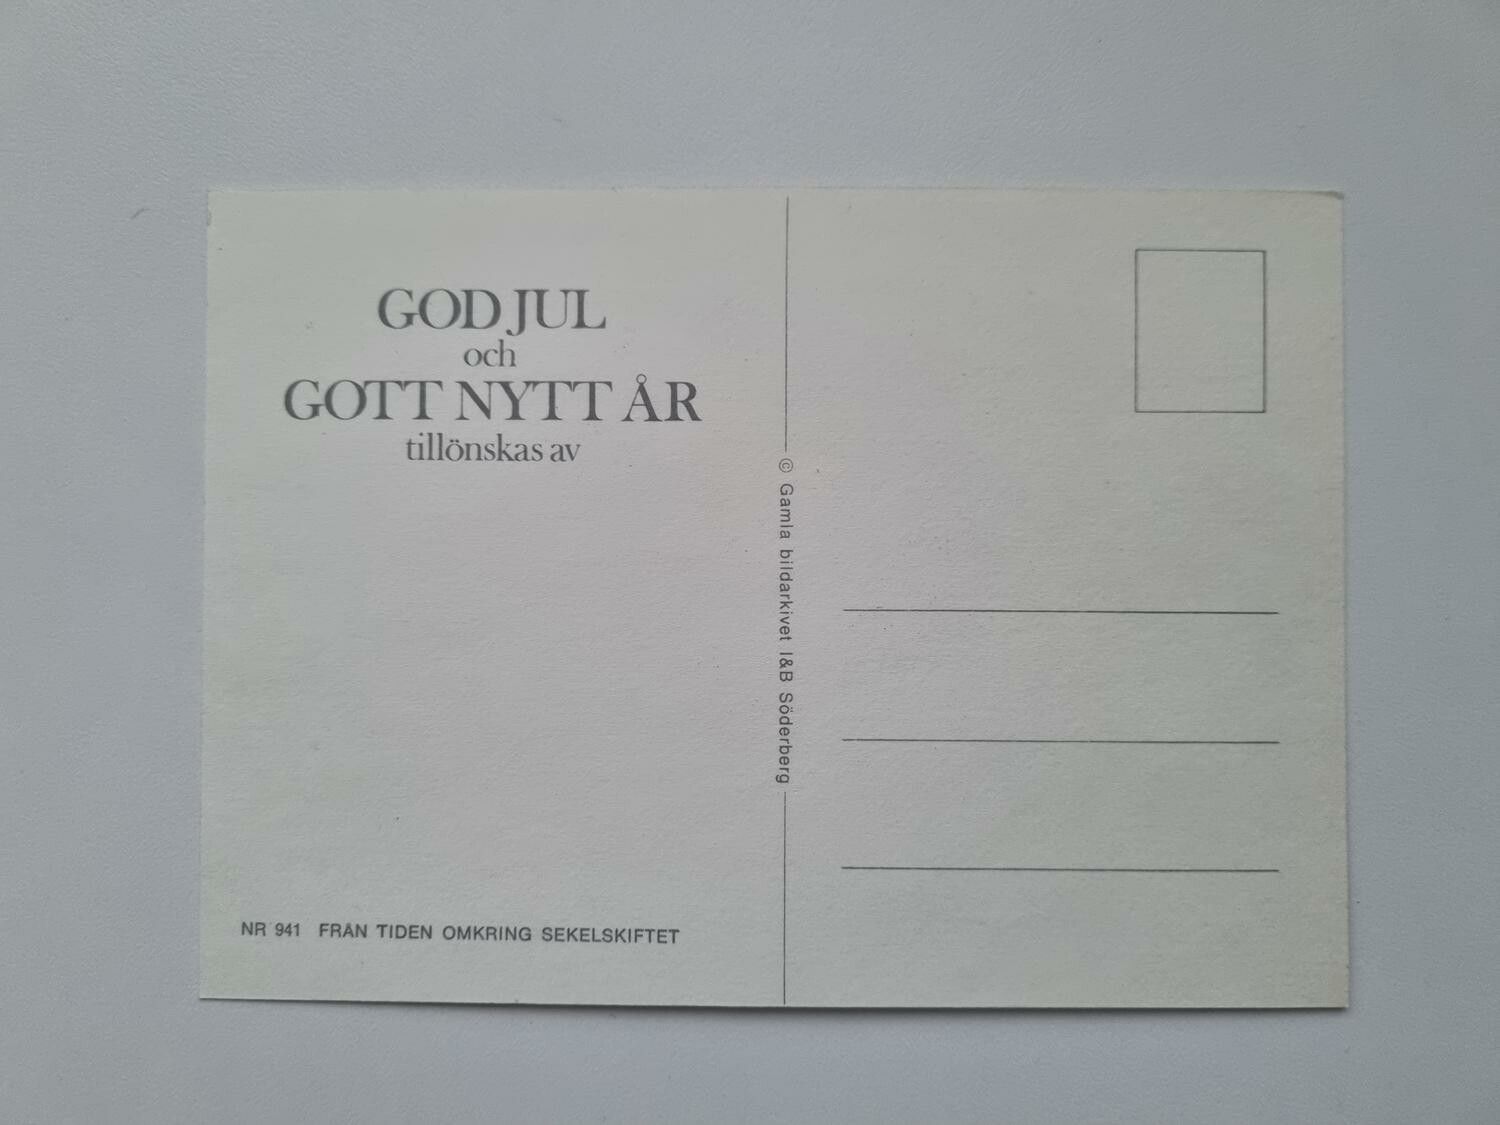 GOD JUL
och
GOTT NYTT ÅR
tillönskas av
© Gamla bildarkivet I&B Söderberg
NR 941 FRÅN TIDEN OMKRING SEKELSKIFTET